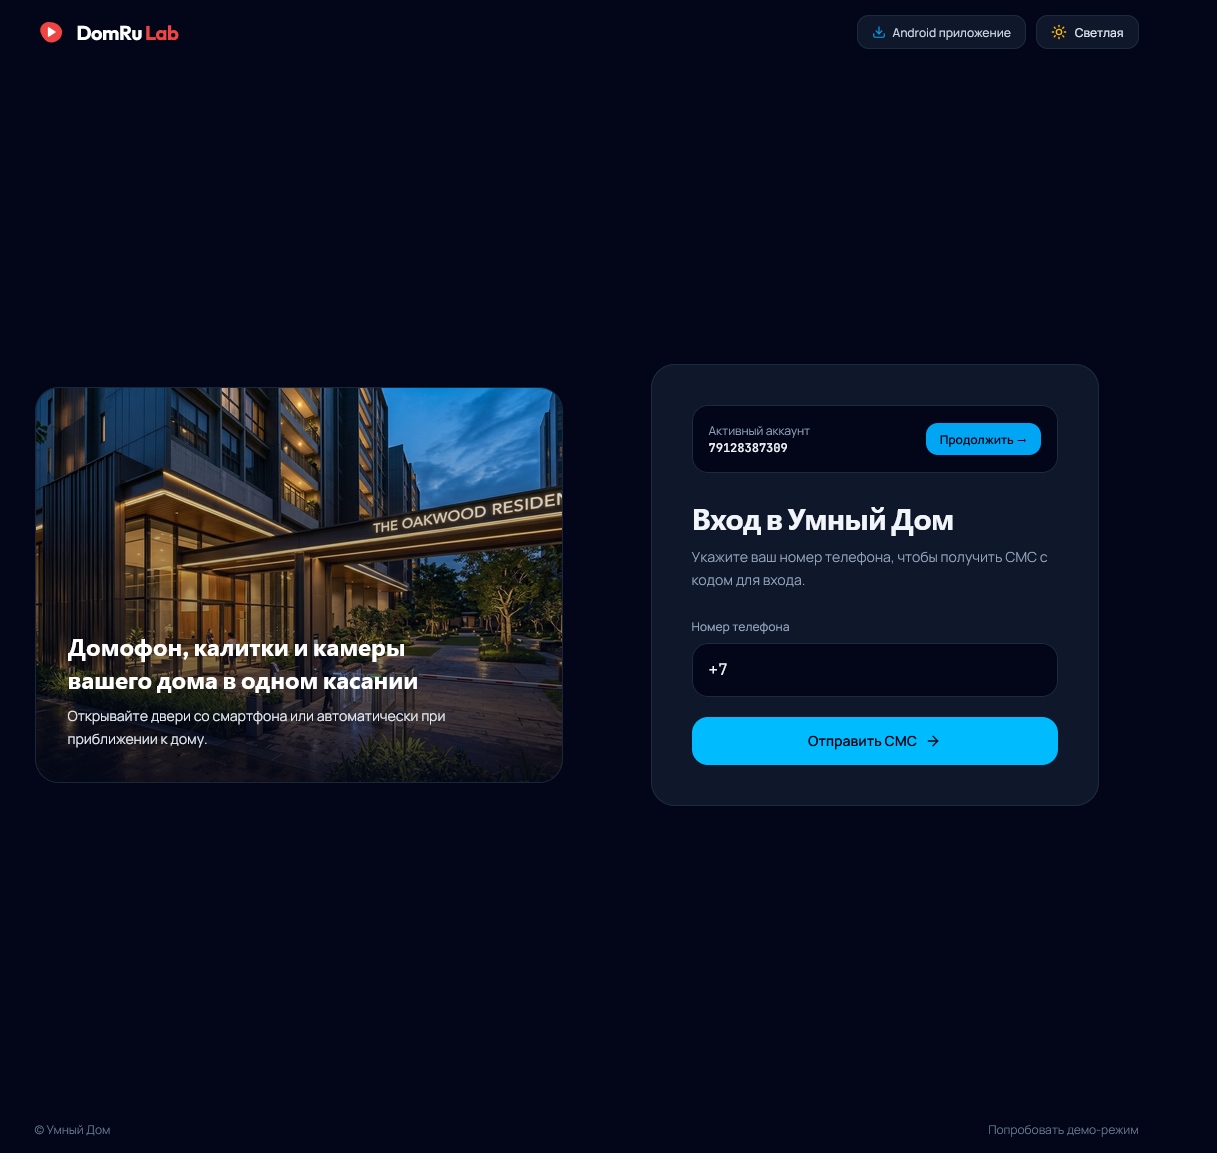 DomRu Lab
Android приложение
Светлая
THE OAKWOOD RESIDEN
Домофон, калитки и камеры
вашего дома в одном касании
Открывайте двери со смартфона или автоматически при
приближении к дому.
Активный аккаунт
79128387309
Продолжить →
Вход в Умный Дом
Укажите ваш номер телефона, чтобы получить СМС с
кодом для входа.
Номер телефона
+7
Отправить СМС →
© Умный Дом
Попробовать демо-режим